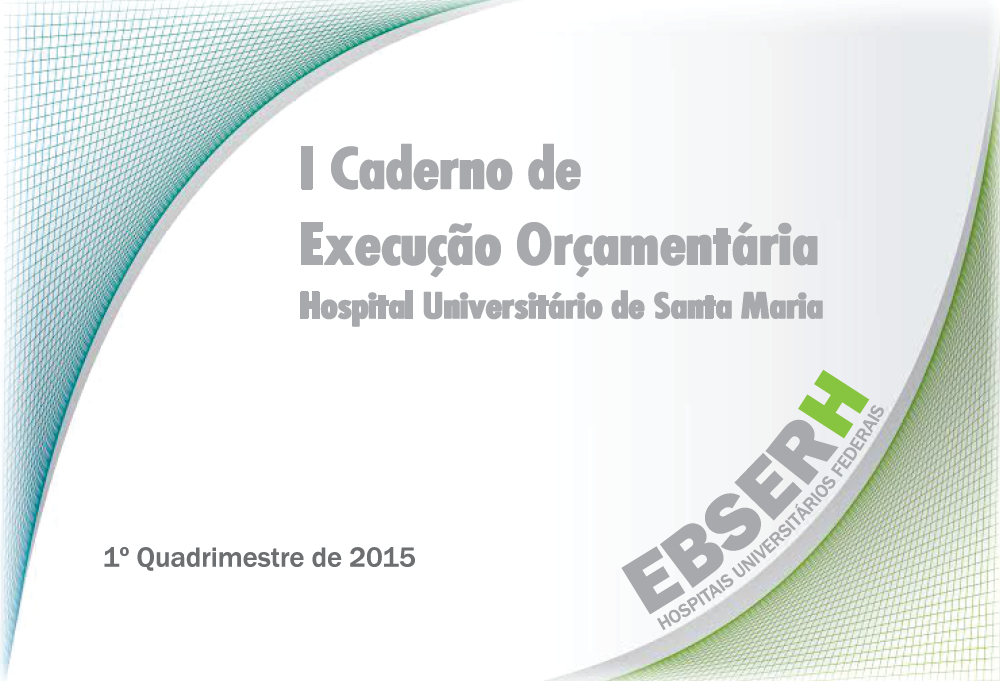 I Caderno de
Execução Orçamentária
Hospital Universitário de Santa Maria
EBSERH
HOSPITAIS UNIVERSITÁRIOS FEDERAIS
1º Quadrimestre de 2015